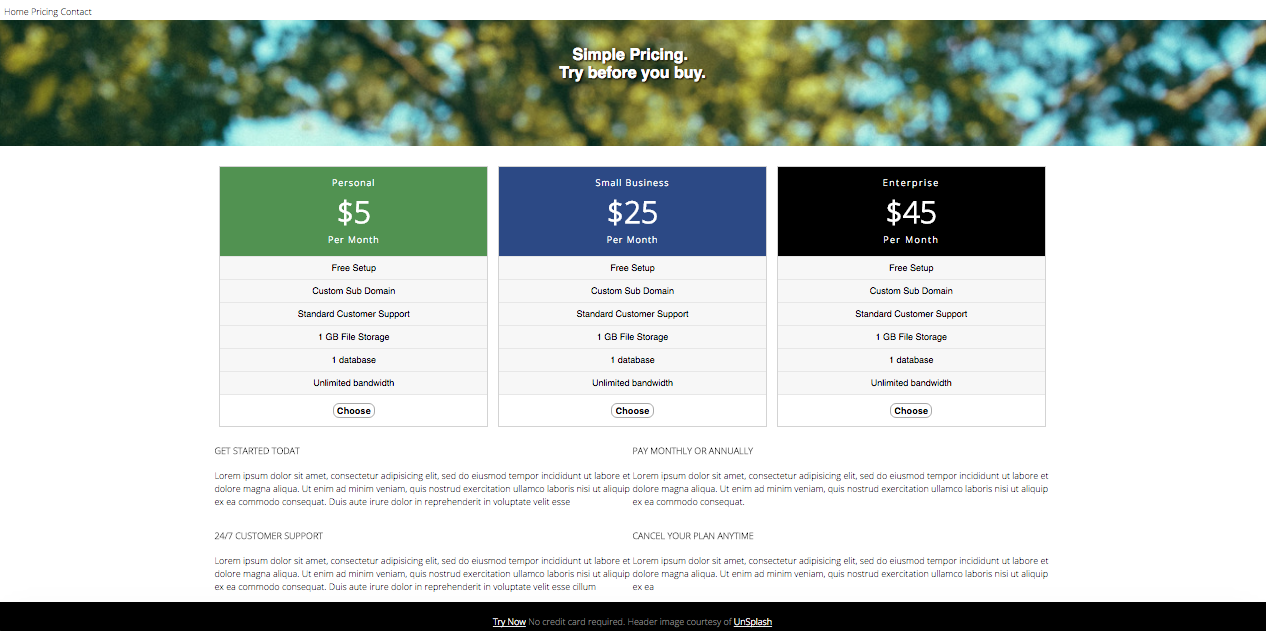 Home Pricing Contact
Simple Pricing.
Try before you buy.
Personal
$5
Per Month
Free Setup
Custom Sub Domain
Standard Customer Support
1 GB File Storage
1 database
Unlimited bandwidth
Choose
Small Business
$25
Per Month
Free Setup
Custom Sub Domain
Standard Customer Support
1 GB File Storage
1 database
Unlimited bandwidth
Choose
Enterprise
$45
Per Month
Free Setup
Custom Sub Domain
Standard Customer Support
1 GB File Storage
1 database
Unlimited bandwidth
Choose
GET STARTED TODAT
Lorem ipsum dolor sit amet, consectetur adipisicing elit, sed do eiusmod tempor incididunt ut labore et
dolore magna aliqua. Ut enim ad minim veniam, quis nostrud exercitation ullamco laboris nisi ut aliquip
ex ea commodo consequat. Duis aute irure dolor in reprehenderit in voluptate velit esse
PAY MONTHLY OR ANNUALLY
Lorem ipsum dolor sit amet, consectetur adipisicing elit, sed do eiusmod tempor incididunt ut labore et
dolore magna aliqua. Ut enim ad minim veniam, quis nostrud exercitation ullamco laboris nisi ut aliquip
ex ea commodo consequat.
24/7 CUSTOMER SUPPORT
Lorem ipsum dolor sit amet, consectetur adipisicing elit, sed do eiusmod tempor incididunt ut labore et
dolore magna aliqua. Ut enim ad minim veniam, quis nostrud exercitation ullamco laboris nisi ut aliquip
ex ea commodo consequat. Duis aute irure dolor in reprehenderit in voluptate velit esse cillum
CANCEL YOUR PLAN ANYTIME
Lorem ipsum dolor sit amet, consectetur adipisicing elit, sed do eiusmod tempor incididunt ut labore et
dolore magna aliqua. Ut enim ad minim veniam, quis nostrud exercitation ullamco laboris nisi ut aliquip
ex ea
Try Now No credit card required. Header image courtesy of UnSplash